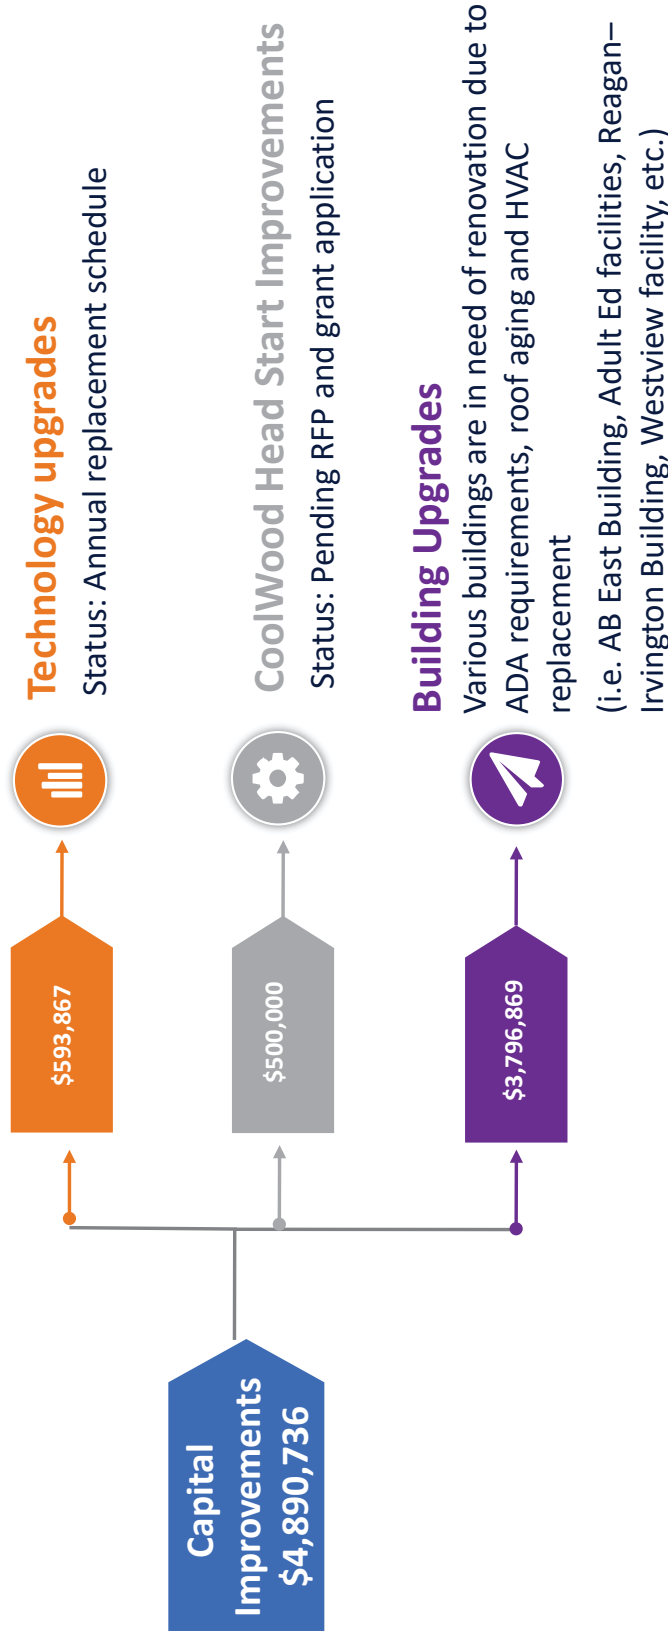 Capital
Improvements
$4,890,736
$593,867
Technology upgrades
Status: Annual replacement schedule
$500,000
CoolWood Head Start Improvements
Status: Pending RFP and grant application
$3,796,869
Building Upgrades
Various buildings are in need of renovation due to
ADA requirements, roof aging and HVAC
replacement
(i.e. AB East Building, Adult Ed facilities, Reagan–
Irvington Building, Westview facility, etc.)